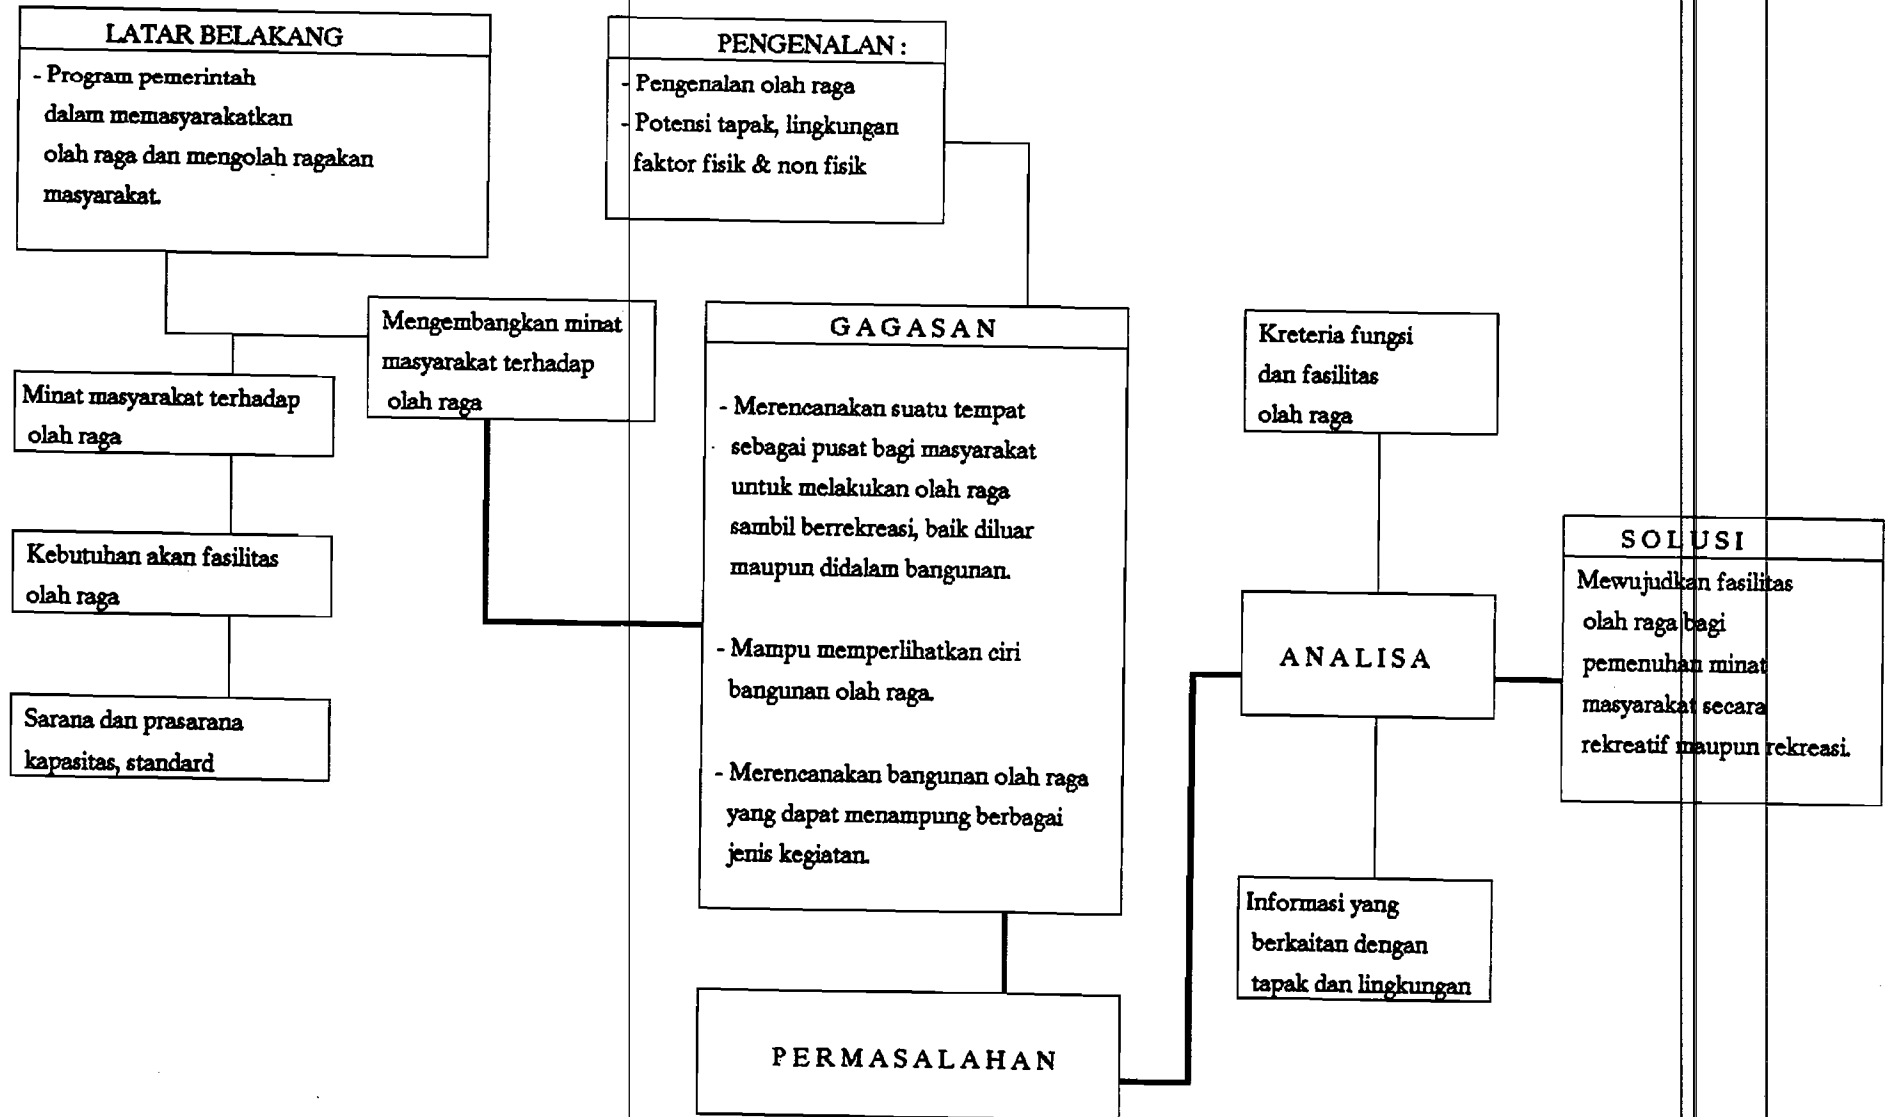 LATAR BELAKANG
- Program pemerintah
dalam memasyarakatkan
olah raga dan mengolah ragakan
masyarakat.
PENGENALAN :
- Pengenalan olah raga
- Potensi tapak, lingkungan
faktor fisik & non fisik
Mengembangkan minat
masyarakat terhadap
olah raga
Minat masyarakat terhadap
olah raga
Kebutuhan akan fasilitas
olah raga
Sarana dan prasarana
kapasitas, standard
GAGASAN
- Merencanakan suatu tempat
sebagai pusat bagi masyarakat
untuk melakukan olah raga
sambil berrekreasi, baik diluar
maupun didalam bangunan.
- Mampu memperlihatkan ciri
bangunan olah raga.
- Merencanakan bangunan olah raga
yang dapat menampung berbagai
jenis kegiatan.
PERMASALAHAN
Kreteria fungsi
dan fasilitas
olah raga
ANALISA
Informasi yang
berkaitan dengan
tapak dan lingkungan
SOLUSI
Mewujudkan fasilitas
olah raga bagi
pemenuhan minat
masyarakat secara
rekreatif maupun rekreasi.